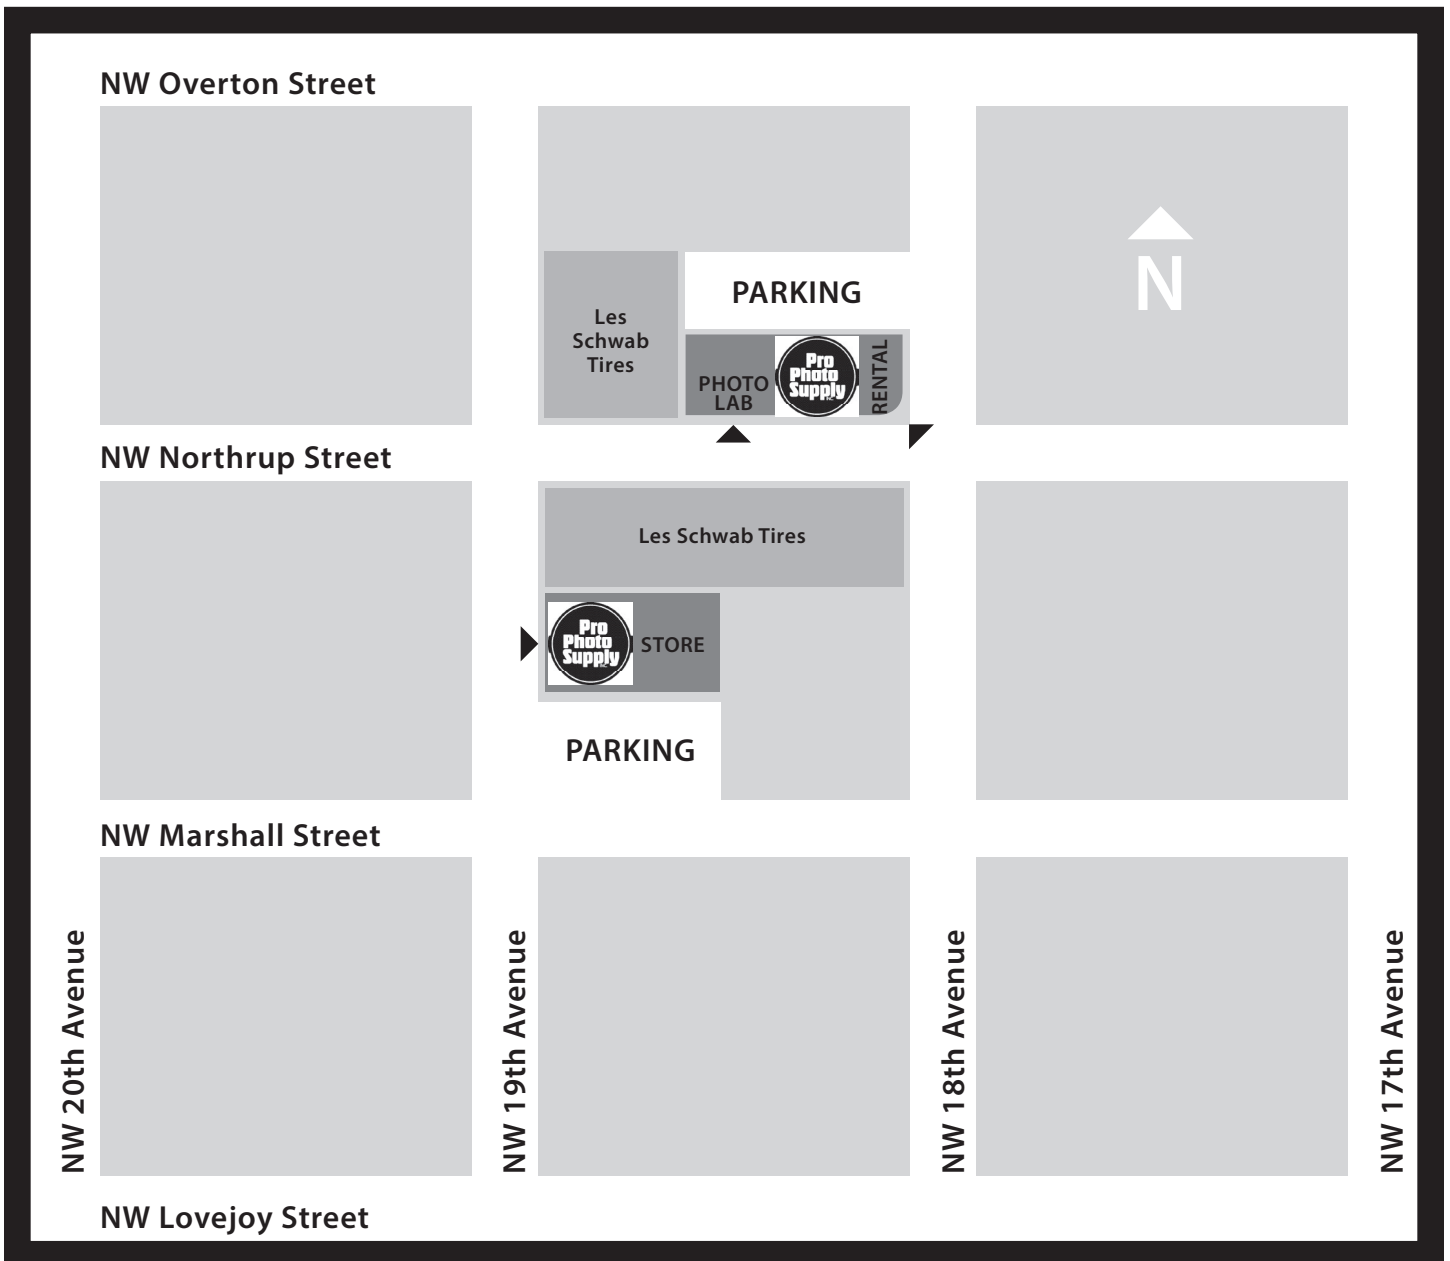 NW Overton Street
PARKING
N
Les
Schwab
Tires
PHOTO
LAB
Pro
Photo
Supply
INC
RENTAL
NW Northrup Street
Les Schwab Tires
Pro
Photo
Supply
INC
STORE
PARKING
NW Marshall Street
NW 20th Avenue
NW 19th Avenue
NW 18th Avenue
NW 17th Avenue
NW Lovejoy Street